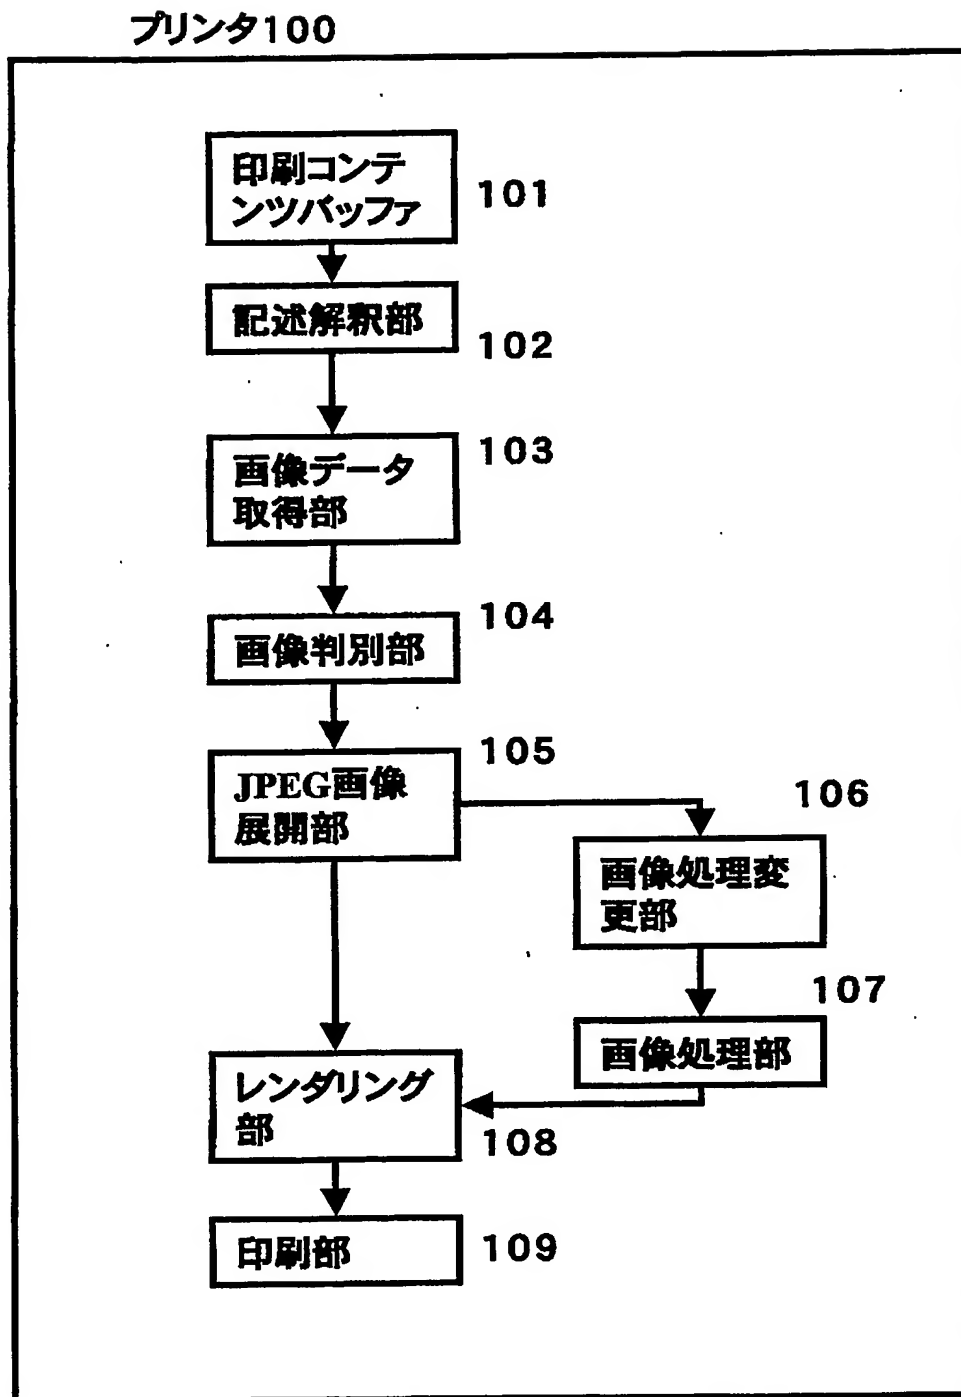 プリンタ100
印刷コンテ
ンツバッファ
101
記述解釈部
102
画像データ
取得部
103
画像判別部
104
JPEG画像
展開部
105
画像処理変
更部
106
画像処理部
107
レンダリング
部
108
印刷部
109